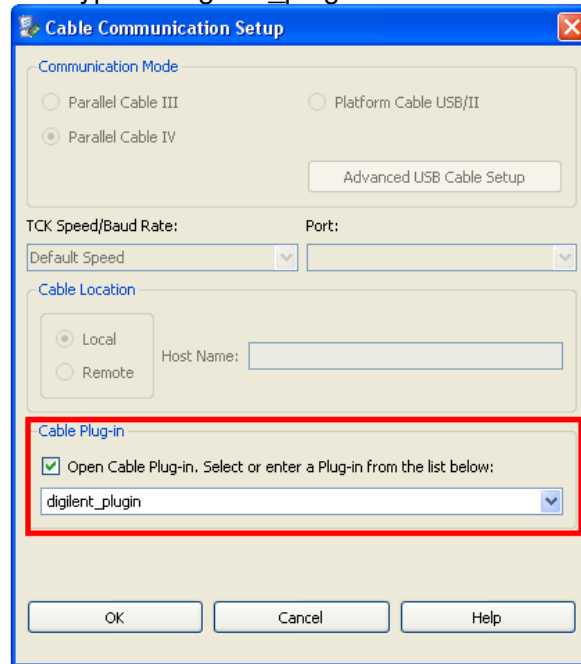 Cable Communication Setup
Communication Mode
Parallel Cable III
Platform Cable USB/II
Parallel Cable IV
Advanced USB Cable Setup
TCK Speed/Baud Rate:
Port:
Default Speed
Cable Location
Local
Host Name:
Remote
Cable Plug-in
Open Cable Plug-in. Select or enter a Plug-in from the list below:
digilent_plugin
OK
Cancel
Help